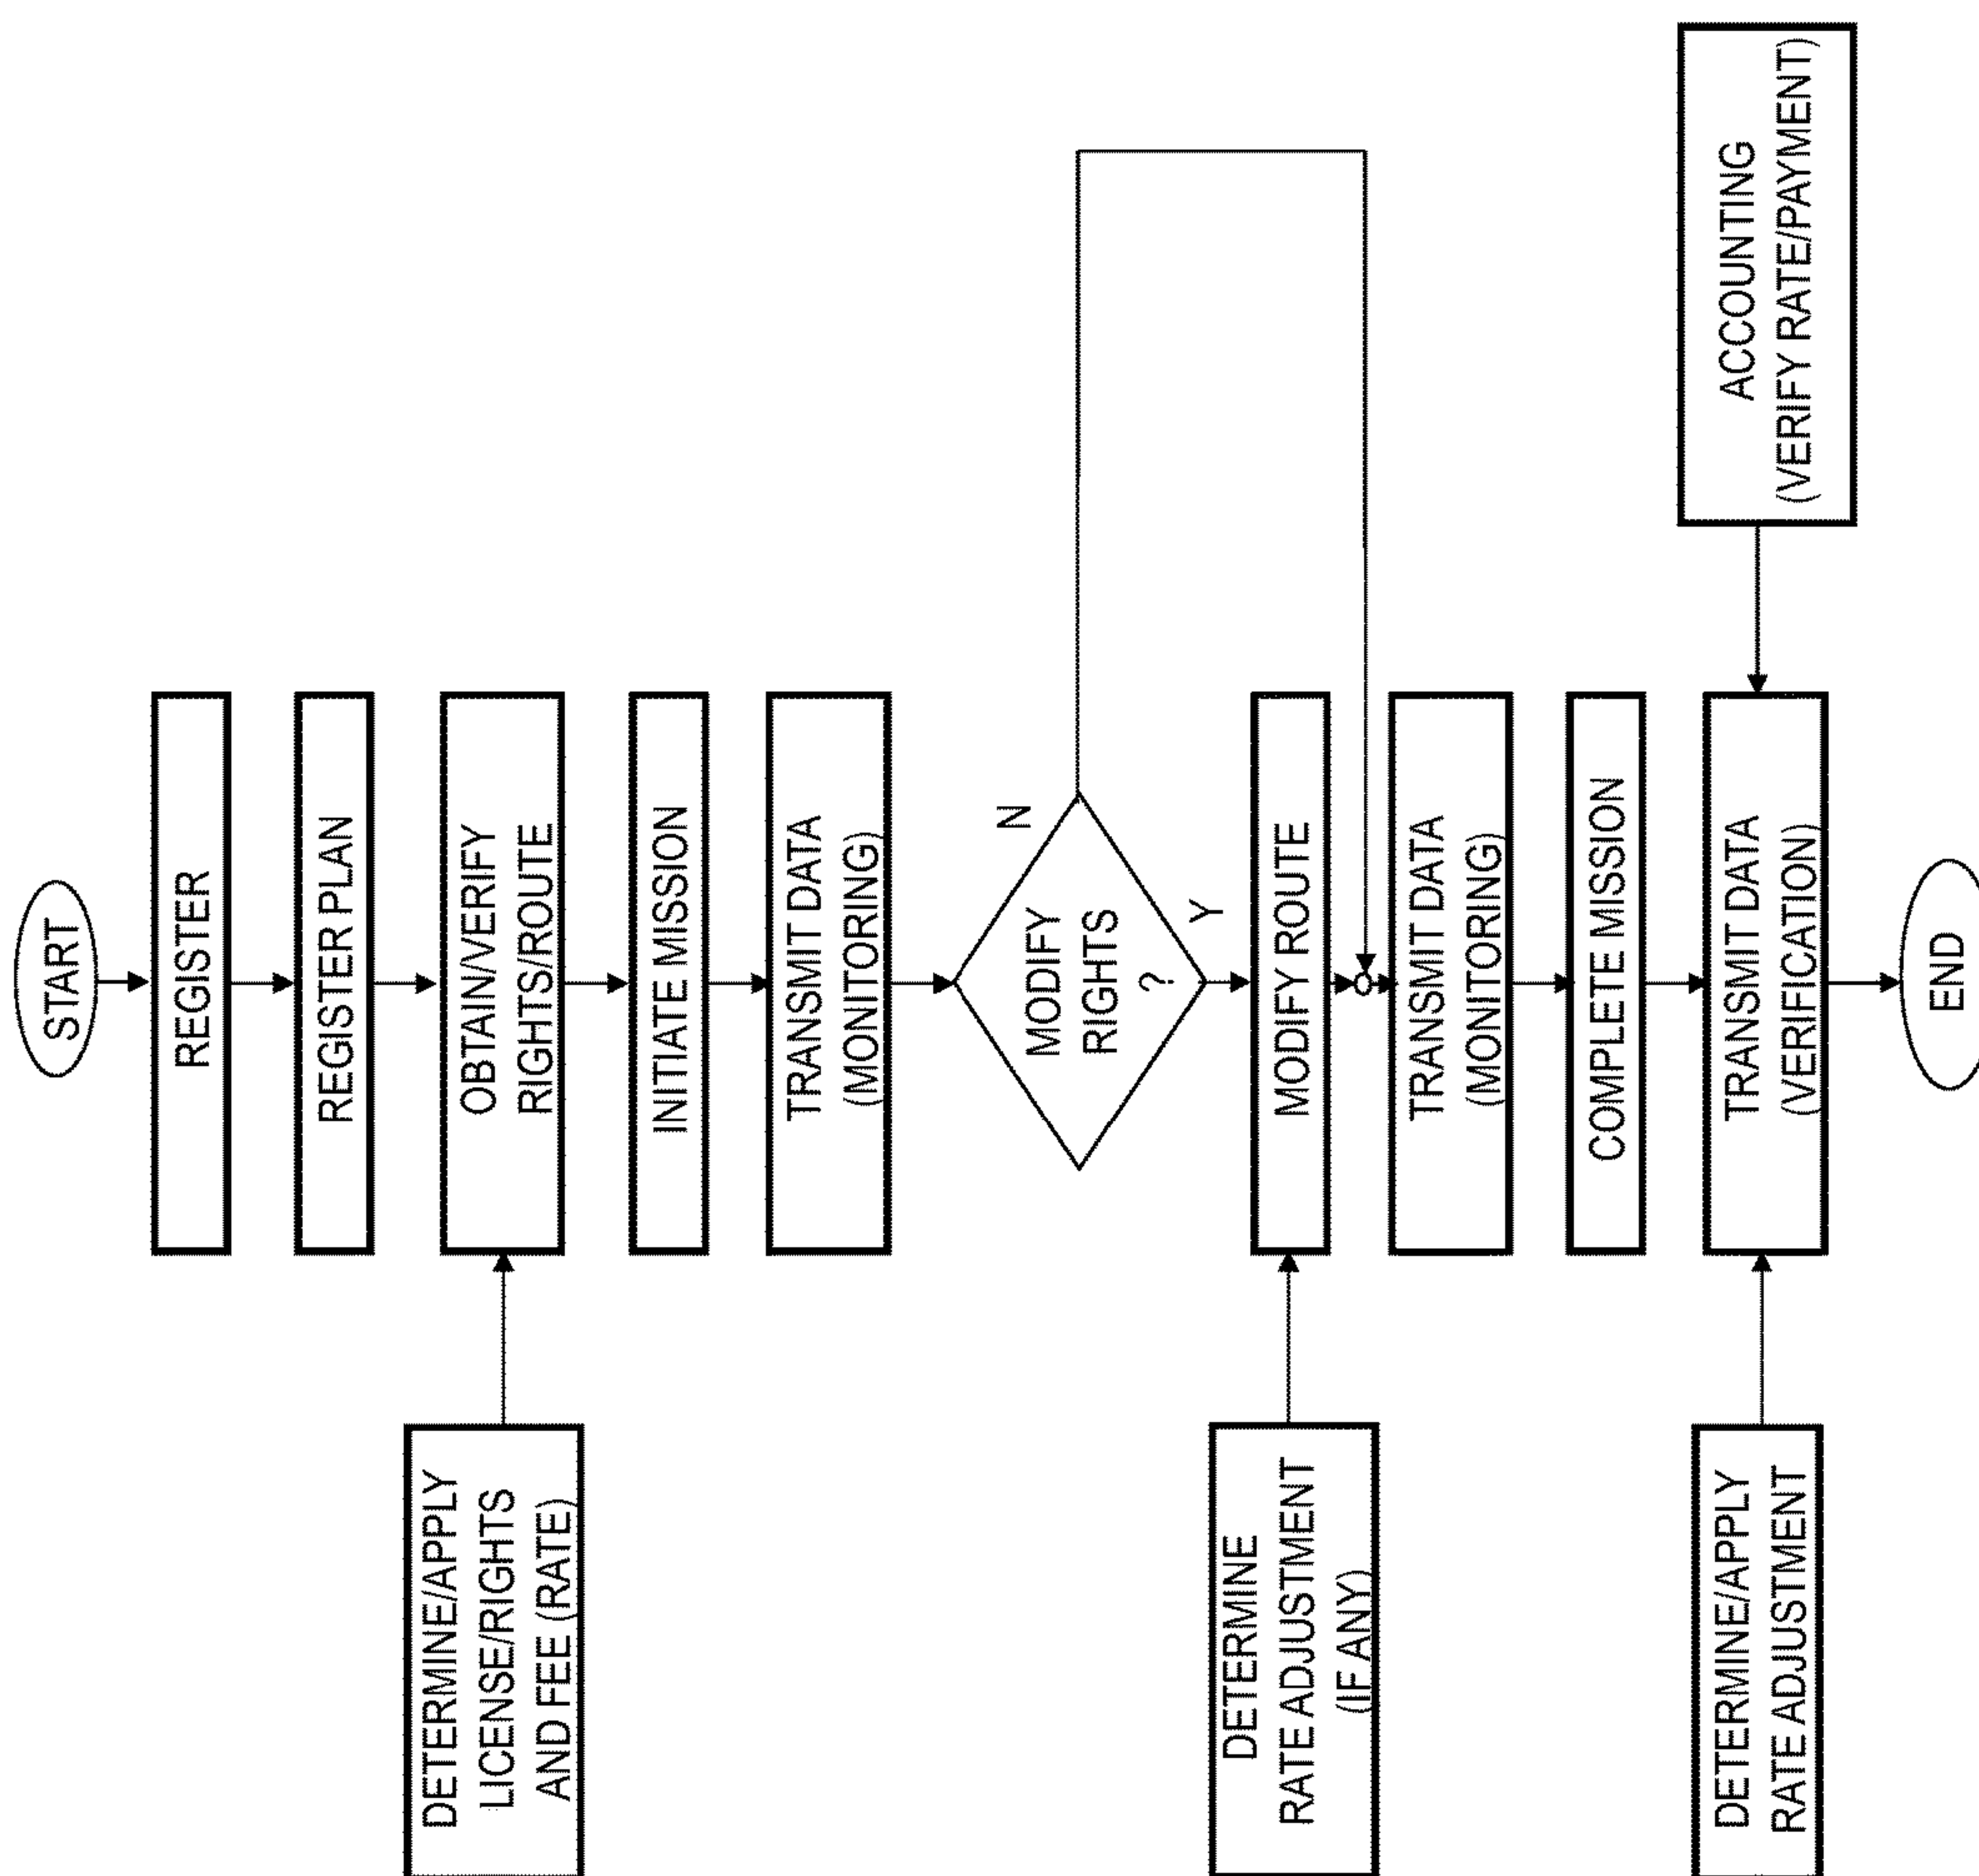 START
REGISTER
REGISTER PLAN
DETERMINE/APPLY
LICENSE/RIGHTS
AND FEE (RATE)
OBTAIN/VERIFY
RIGHTS/ROUTE
INITIATE MISSION
TRANSMIT DATA
(MONITORING)
MODIFY
RIGHTS
?
N
Y
DETERMINE
RATE ADJUSTMENT
(IF ANY)
MODIFY ROUTE
TRANSMIT DATA
(MONITORING)
COMPLETE MISSION
DETERMINE/APPLY
RATE ADJUSTMENT
TRANSMIT DATA
(VERIFICATION)
ACCOUNTING
(VERIFY RATE/PAYMENT)
END